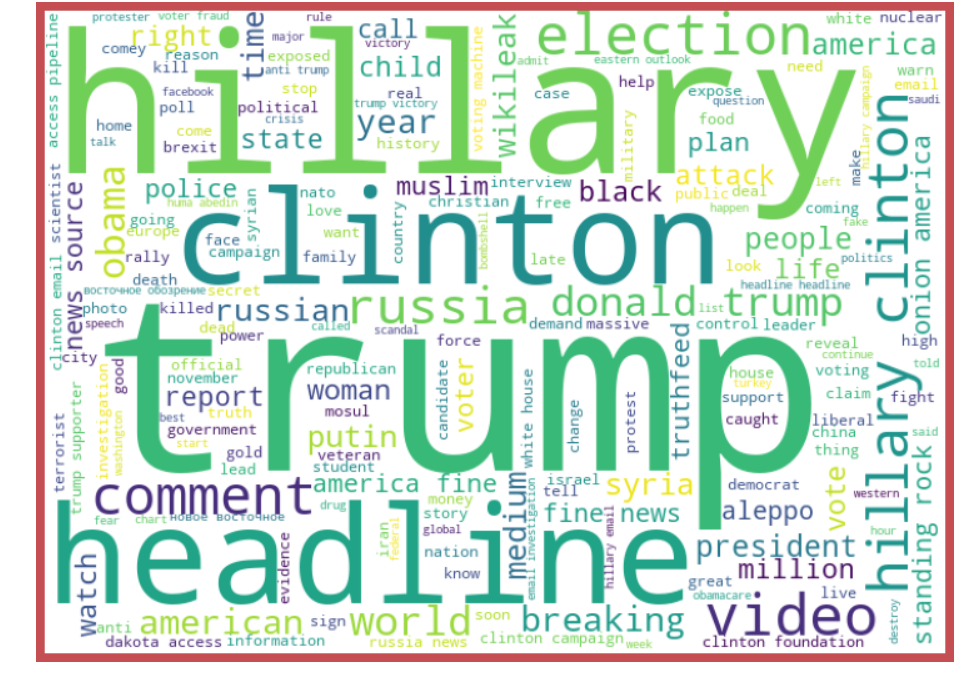 protester
voter fraud
rule
white
nuclear
comey
right
time
major
victory
call
election
america
reason
exposed
kill
anti trump
child
admit
eastern outlook
need
warn
hillary
facebook
stop
real
wikileak
case
help
expose
email
poll
political
trump victory
voting machine
question
saudi
access pipeline
home
come
state
crisis
year
food
plan
hillary campaign
talk
brexit
history
military
make
clinton
obama
police
nato
muslim
interview
black
attack
left
huma abedin
syrian
love
christian
free
public
deal
going
want
country
happen
coming
fake
europe
face
clinton
bombshell
people
politics
rally
campaign
family
late
look
life
onion america
news source
death
secret
headline headline
восточное обозрение
photo
killed
russian
russia
donald trump
list
speech
dead
called
scandal
demand
massive
control
leader
clinton email
scientist
city
power
force
reveal
high
official
trump
republican
house
continue
told
good
november
woman
candidate
voter
white house
truthfeed
turkey
voting
investigation
report
change
protest
support
claim
fight
washington
best
truth
mosul
caught
liberal
hillary
government
putin
veteran
china
said
start
gold
student
thing
terrorist
trump supporter
lead
america fine
israel
syria
democrat
vote
western
comment
drug
money
tell
medium
fear
chart
новое восточное
story
fine news
aleppo
hour
headline
evidence
iran
federal
global
nation
know
email investigation
hillary email
president
great
million
standing rock
watch
obamacare
live
anti
american
sign
world
soon
breaking
video
destroy
dakota access
information
russia news
clinton campaign
week
clinton foundation